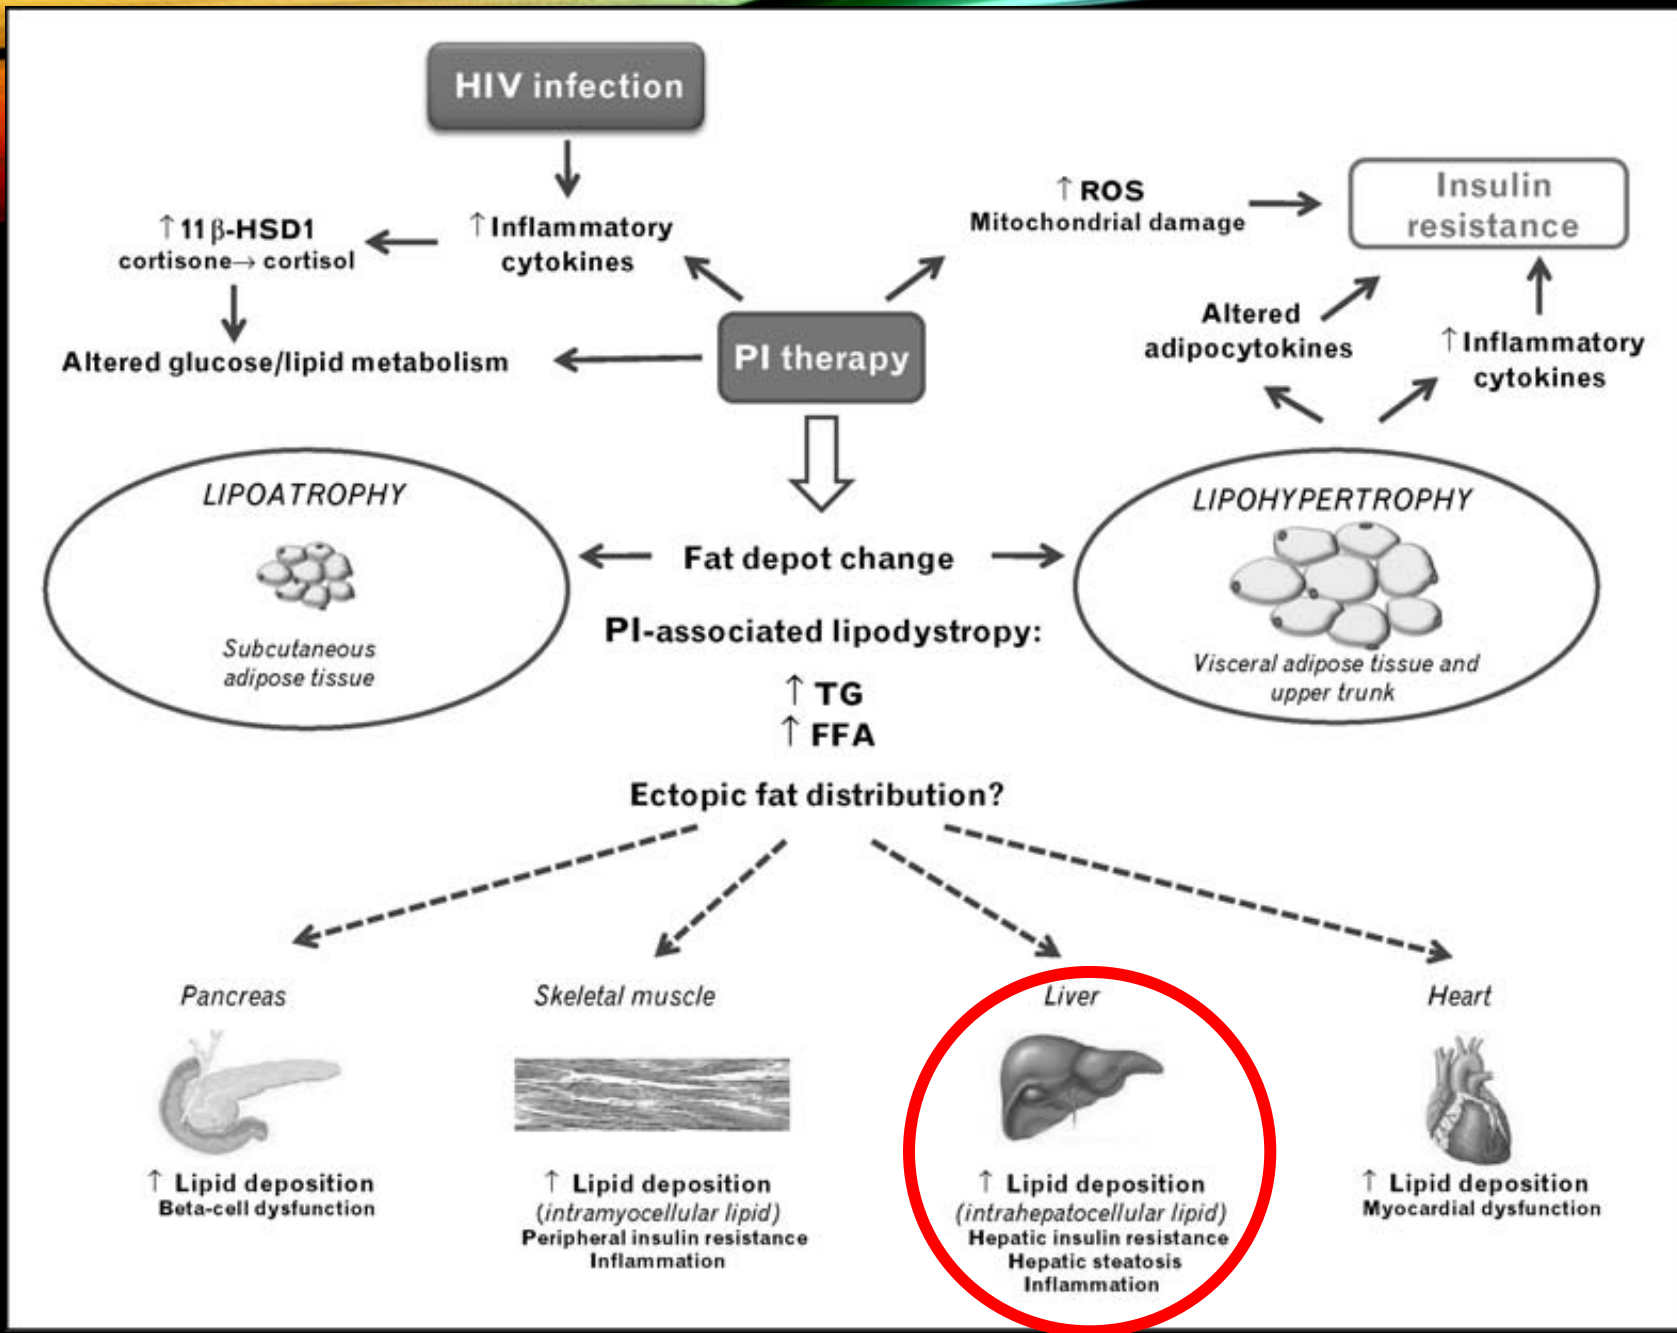 HIV infection
↑ 11 β-HSD1
cortisone→ cortisol
↑ Inflammatory
cytokines
↑ ROS
Mitochondrial damage
Insulin
resistance
Altered glucose/lipid metabolism
PI therapy
Altered
adipocytokines
↑ Inflammatory
cytokines
LIPOATROPHY
Subcutaneous
adipose tissue
Fat depot change
LIPOHYPERTROPHY
Visceral adipose tissue and
upper trunk
PI-associated lipodystropy:
↑ TG
↑ FFA
Ectopic fat distribution?
Pancreas
↑ Lipid deposition
Beta-cell dysfunction
Skeletal muscle
↑ Lipid deposition
(intramyocellular lipid)
Peripheral insulin resistance
Inflammation
Liver
↑ Lipid deposition
(intrahepatocellular lipid)
Hepatic insulin resistance
Hepatic steatosis
Inflammation
Heart
↑ Lipid deposition
Myocardial dysfunction